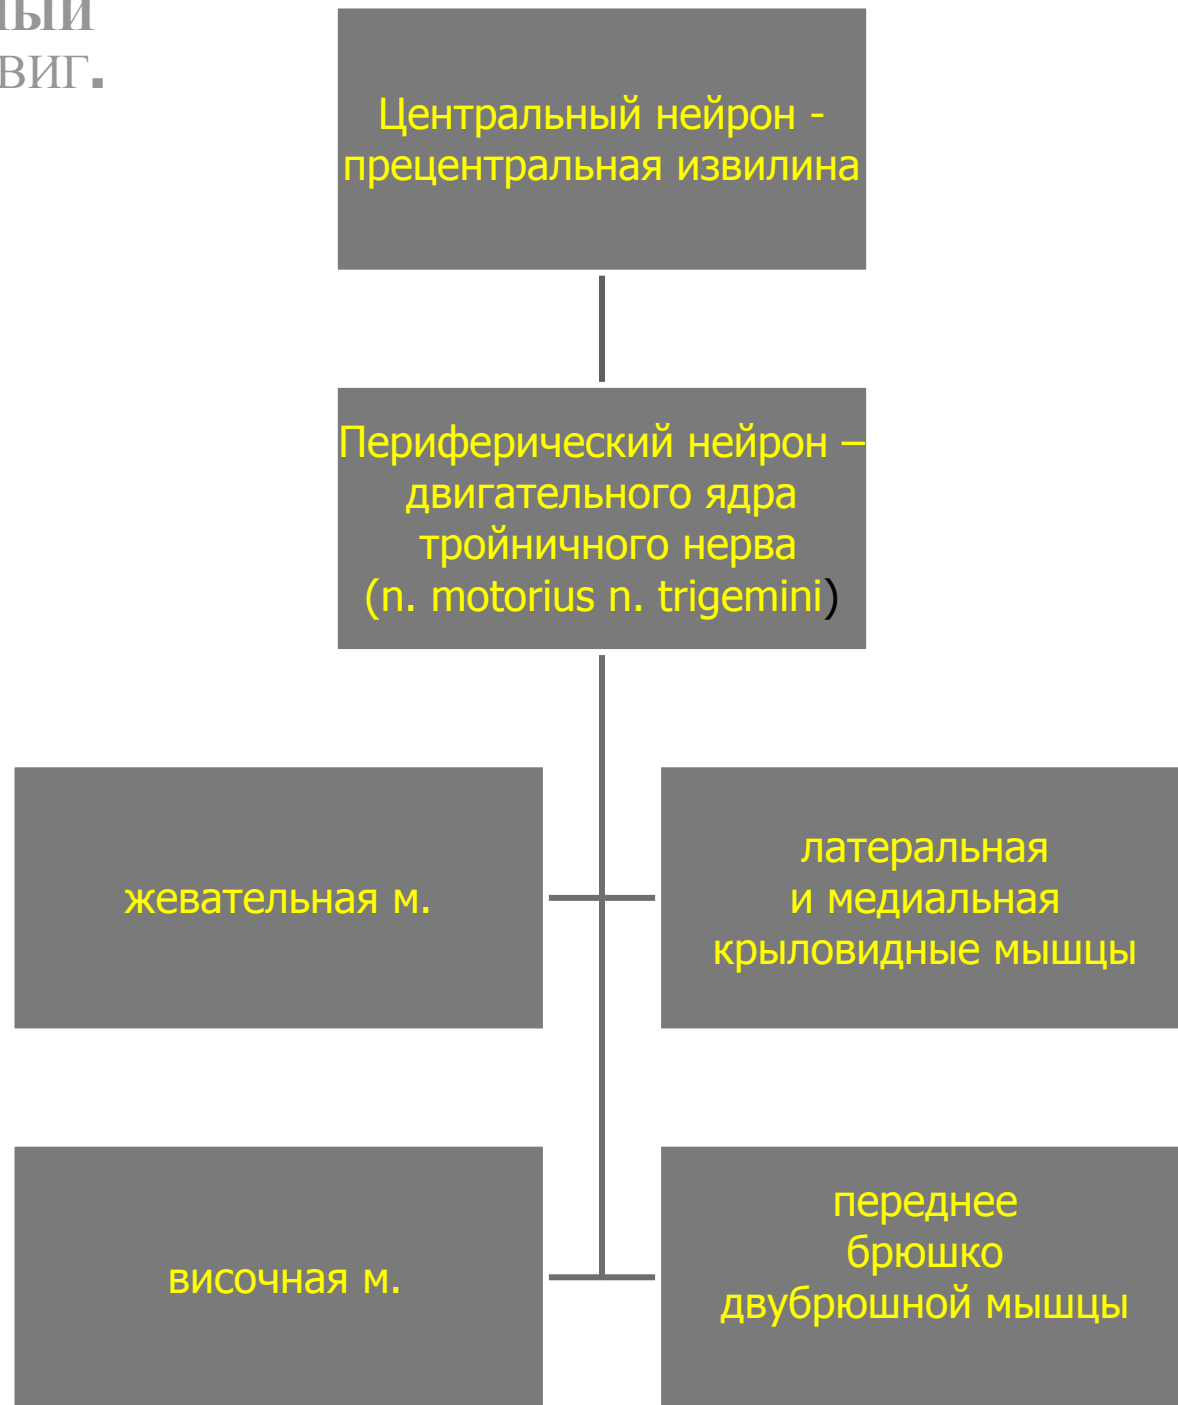 ВИГ.
Центральный нейрон -
прецентральная извилина
Периферический нейрон –
двигательного ядра
тройничного нерва
(n. motorius n. trigemini)
жевательная м.
латеральная
и медиальная
крыловидные мышцы
височная м.
переднее
брюшко
двубрюшной мышцы